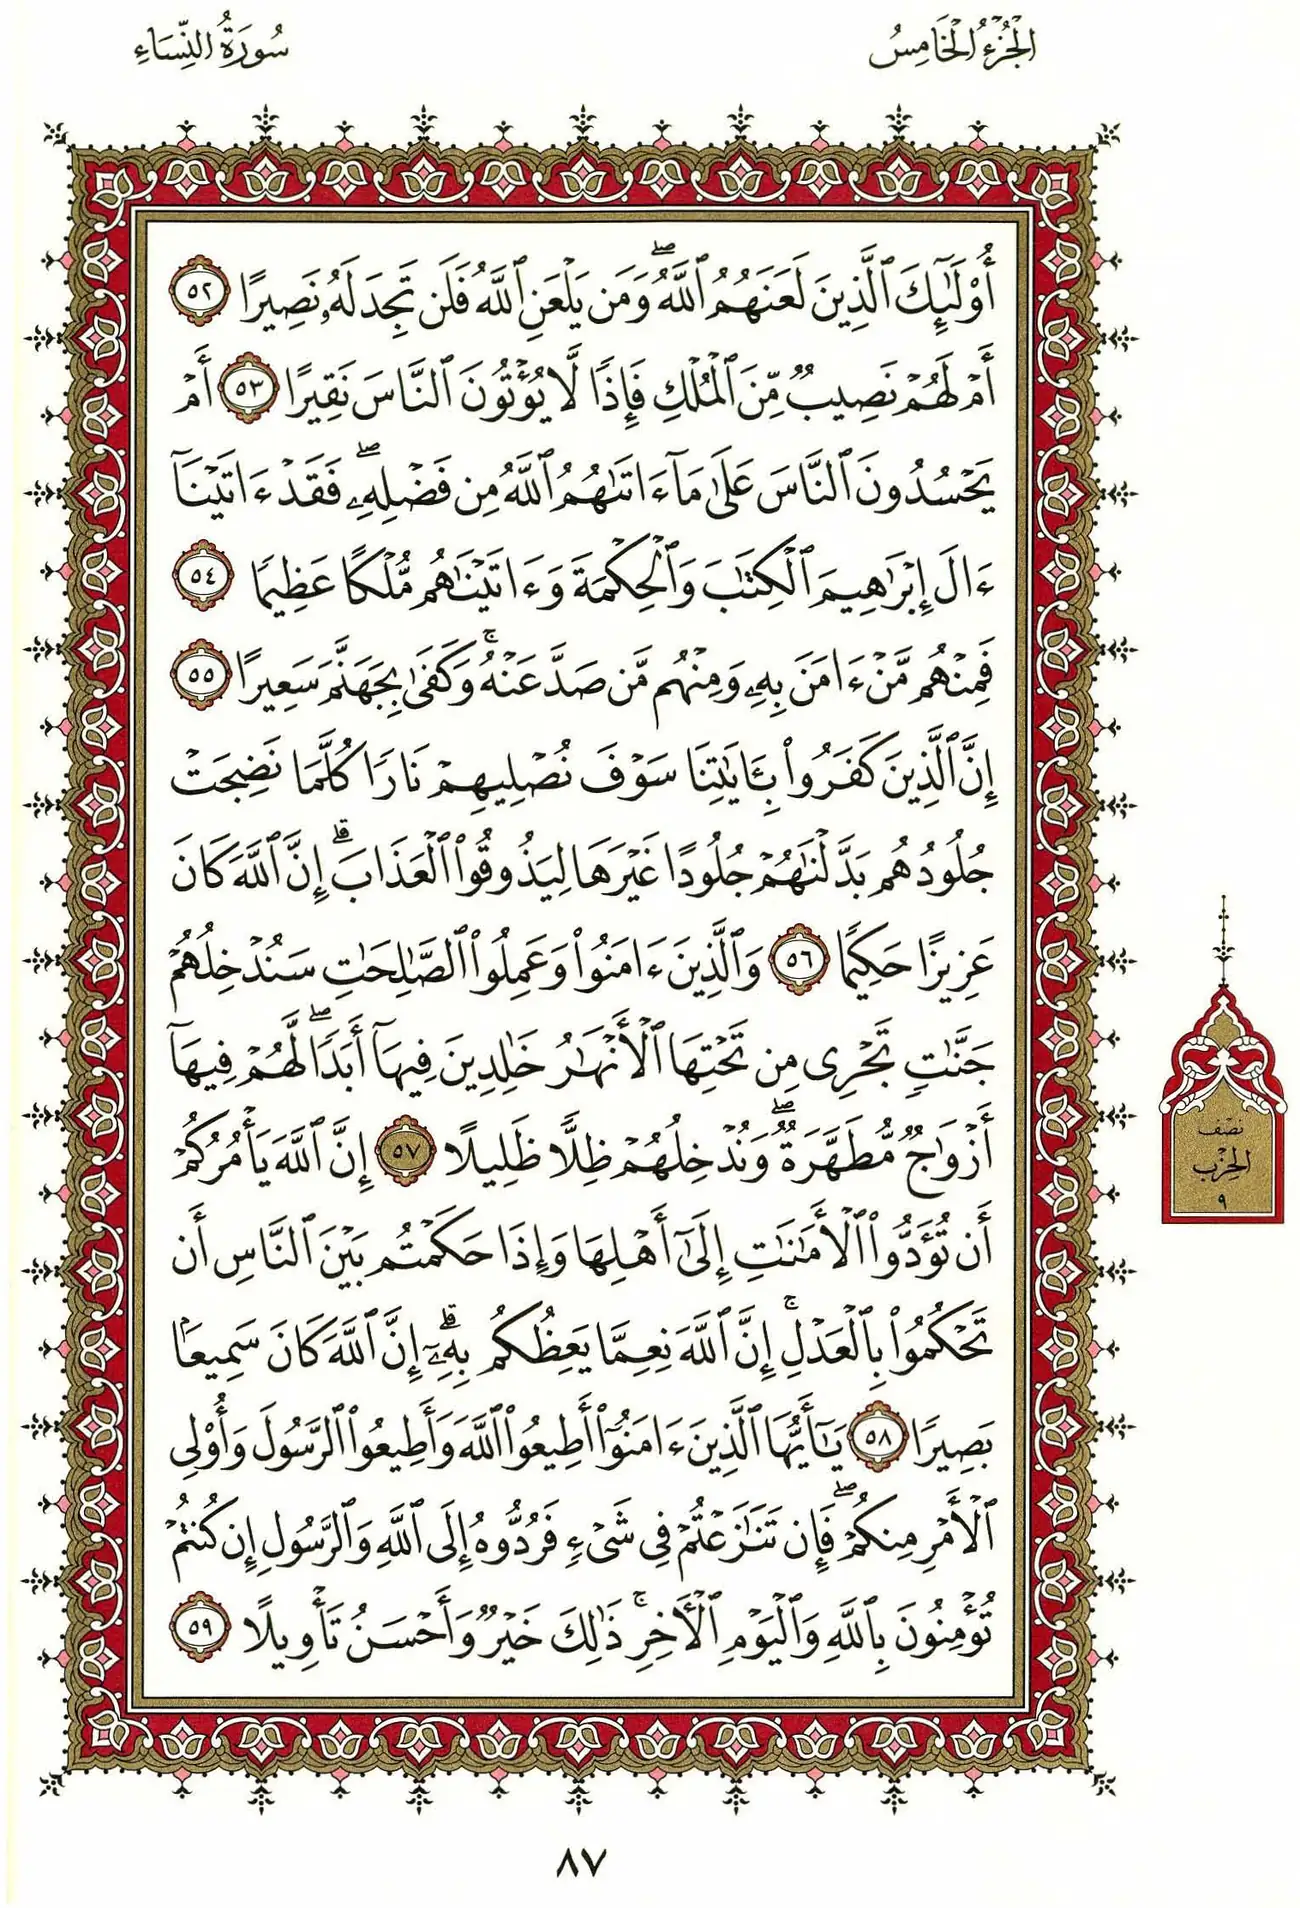 الجزء الخامس
سورة النساء
أُوْلَٰٓئِكَ ٱلَّذِينَ لَعَنَهُمُ ٱللَّهُۖ وَمَن يَلْعَنِ ٱللَّهُ فَلَن تَجِدَ لَهُۥ نَصِيرًا ٥٢
أَمْ لَهُمْ نَصِيبٌ مِّنَ ٱلْمُلْكِ فَإِذًا لَّا يُؤْتُونَ ٱلنَّاسَ نَقِيرًا ٥٣ أَمْ
يَحْسُدُونَ ٱلنَّاسَ عَلَىٰ مَآ ءَاتَىٰهُمُ ٱللَّهُ مِن فَضْلِهِۦۖ فَقَدْ ءَاتَيْنَآ
ءَالَ إِبْرَٰهِيمَ ٱلْكِتَٰبَ وَٱلْحِكْمَةَ وَءَاتَيْنَٰهُم مُّلْكًا عَظِيمًا ٥٤
فَمِنْهُم مَّنْ ءَامَنَ بِهِۦ وَمِنْهُم مَّن صَدَّ عَنْهُۚ وَكَفَىٰ بِجَهَنَّمَ سَعِيرًا ٥٥
إِنَّ ٱلَّذِينَ كَفَرُواْ بِـَٔايَٰتِنَا سَوْفَ نُصْلِيهِمْ نَارًا كُلَّمَا نَضِجَتْ
جُلُودُهُم بَدَّلْنَٰهُمْ جُلُودًا غَيْرَهَا لِيَذُوقُواْ ٱلْعَذَابَۗ إِنَّ ٱللَّهَ كَانَ
عَزِيزًا حَكِيمًا ٥٦ وَٱلَّذِينَ ءَامَنُواْ وَعَمِلُواْ ٱلصَّٰلِحَٰتِ سَنُدْخِلُهُمْ
جَنَّٰتٍ تَجْرِى مِن تَحْتِهَا ٱلْأَنْهَٰرُ خَٰلِدِينَ فِيهَآ أَبَدًاۖ لَّهُمْ فِيهَآ
أَزْوَٰجٌ مُّطَهَّرَةٌۖ وَنُدْخِلُهُمْ ظِلًّا ظَلِيلًا ٥٧ إِنَّ ٱللَّهَ يَأْمُرُكُمْ
أَن تُؤَدُّواْ ٱلْأَمَٰنَٰتِ إِلَىٰٓ أَهْلِهَا وَإِذَا حَكَمْتُم بَيْنَ ٱلنَّاسِ أَن
تَحْكُمُواْ بِٱلْعَدْلِۚ إِنَّ ٱللَّهَ نِعِمَّا يَعِظُكُم بِهِۦٓۗ إِنَّ ٱللَّهَ كَانَ سَمِيعًۢا
بَصِيرًا ٥٨ يَٰٓأَيُّهَا ٱلَّذِينَ ءَامَنُوٓاْ أَطِيعُواْ ٱللَّهَ وَأَطِيعُواْ ٱلرَّسُولَ وَأُوْلِى
ٱلْأَمْرِ مِنكُمْۖ فَإِن تَنَٰزَعْتُمْ فِى شَىْءٍ فَرُدُّوهُ إِلَى ٱللَّهِ وَٱلرَّسُولِ إِن كُنتُمْ
تُؤْمِنُونَ بِٱللَّهِ وَٱلْيَوْمِ ٱلْـَٔاخِرِۚ ذَٰلِكَ خَيْرٌ وَأَحْسَنُ تَأْوِيلًا ٥٩
نصف
الحزب
٩
٨٧